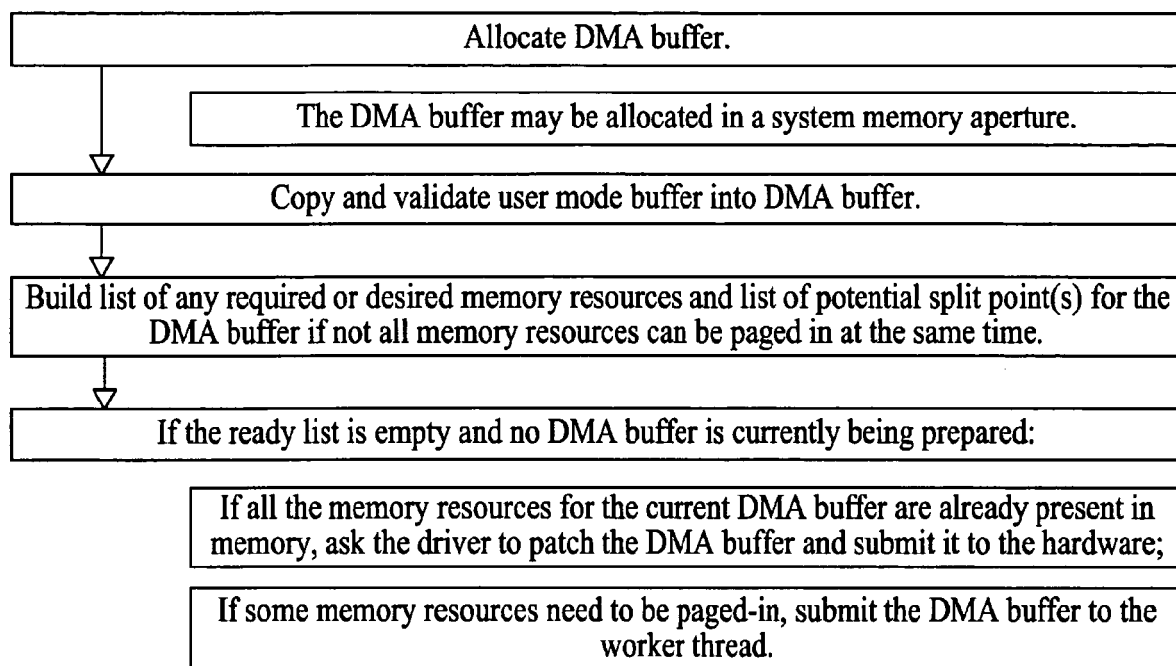 Allocate DMA buffer.
The DMA buffer may be allocated in a system memory aperture.
Copy and validate user mode buffer into DMA buffer.
Build list of any required or desired memory resources and list of potential split point(s) for the
DMA buffer if not all memory resources can be paged in at the same time.
If the ready list is empty and no DMA buffer is currently being prepared:
If all the memory resources for the current DMA buffer are already present in
memory, ask the driver to patch the DMA buffer and submit it to the hardware;
If some memory resources need to be paged-in, submit the DMA buffer to the
worker thread.